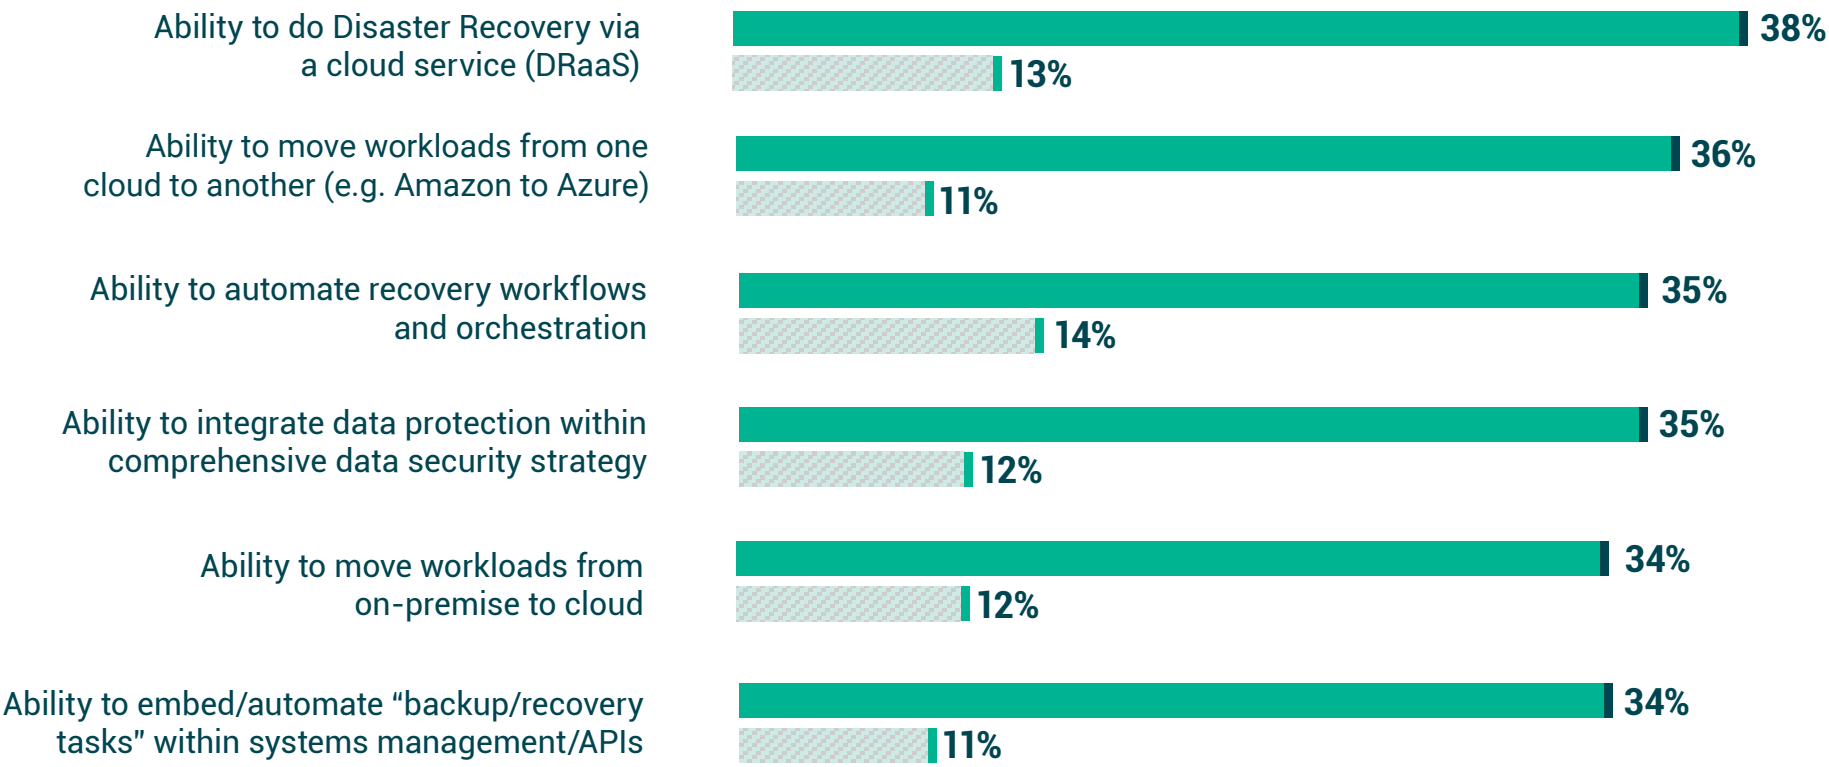 Ability to do Disaster Recovery via
a cloud service (DRaaS)
38%
13%
Ability to move workloads from one
cloud to another (e.g. Amazon to Azure)
36%
11%
Ability to automate recovery workflows
and orchestration
35%
14%
Ability to integrate data protection within
comprehensive data security strategy
35%
12%
Ability to move workloads from
on-premise to cloud
34%
12%
Ability to embed/automate “backup/recovery
tasks” within systems management/APIs
34%
11%